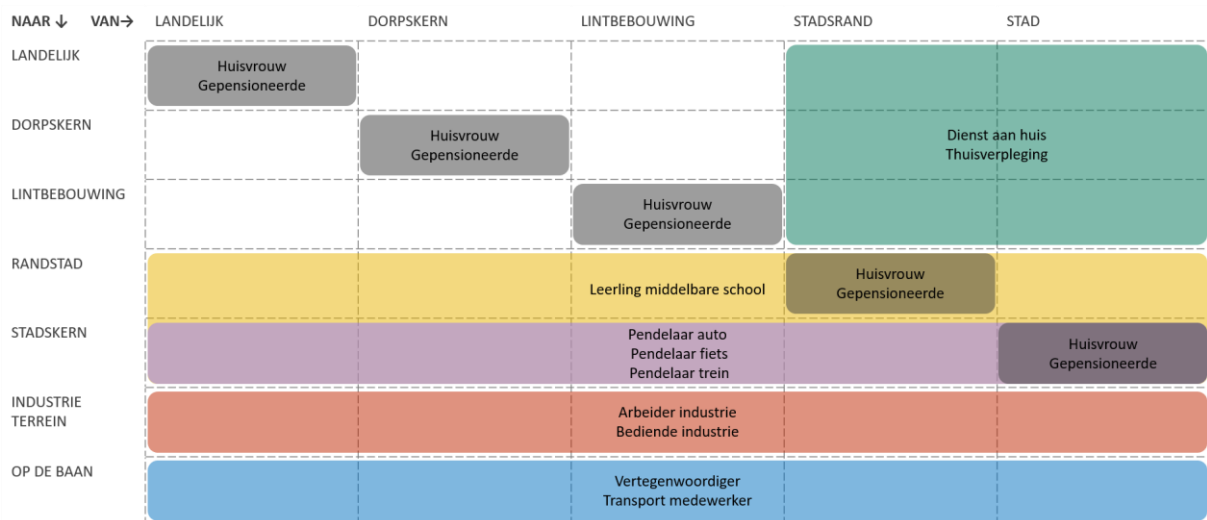 NAAR ↓ VAN→ LANDELIJK DORPSKERN LINTBEBOUWING STADSRAND STAD
LANDELIJK
Huisvrouw
Gepensioneerde
DORPSKERN
Huisvrouw
Gepensioneerde
Dienst aan huis
Thuisverpleging
LINTBEBOUWING
Huisvrouw
Gepensioneerde
RANDSTAD
Leerling middelbare school
Huisvrouw
Gepensioneerde
STADSKERN
Pendelaar auto
Pendelaar fiets
Pendelaar trein
Huisvrouw
Gepensioneerde
INDUSTRIE
TERREIN
Arbeider industrie
Bediende industrie
OP DE BAAN
Vertegenwoordiger
Transport medewerker